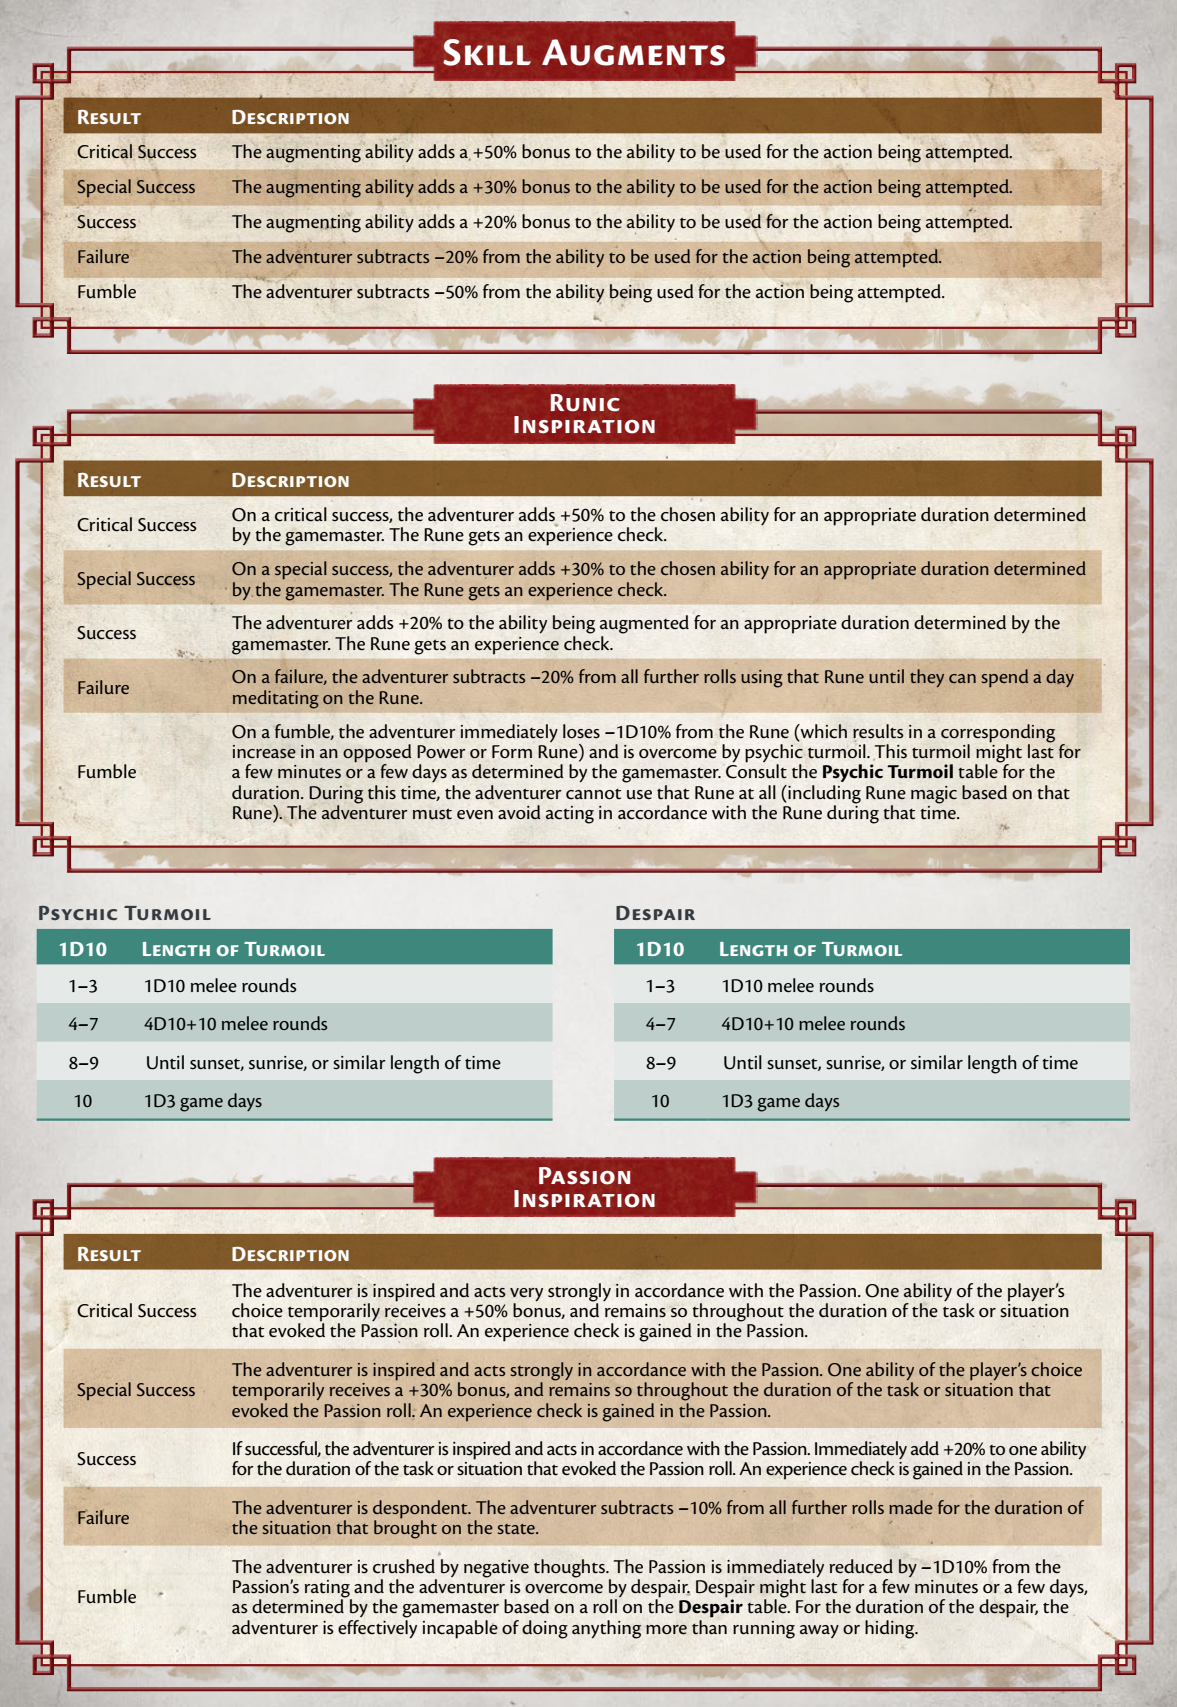 Skill Augments
Result Description
Critical Success The augmenting ability adds a +50% bonus to the ability to be used for the action being attempted.
Special Success The augmenting ability adds a +30% bonus to the ability to be used for the action being attempted.
Success The augmenting ability adds a +20% bonus to the ability to be used for the action being attempted.
Failure The adventurer subtracts –20% from the ability to be used for the action being attempted.
Fumble The adventurer subtracts –50% from the ability being used for the action being attempted.
Runic
Inspiration
Result Description
Critical Success
On a critical success, the adventurer adds +50% to the chosen ability for an appropriate duration determined
by the gamemaster. The Rune gets an experience check.
Special Success
On a special success, the adventurer adds +30% to the chosen ability for an appropriate duration determined
by the gamemaster. The Rune gets an experience check.
Success
The adventurer adds +20% to the ability being augmented for an appropriate duration determined by the
gamemaster. The Rune gets an experience check.
Failure
On a failure, the adventurer subtracts –20% from all further rolls using that Rune until they can spend a day
meditating on the Rune.
Fumble
On a fumble, the adventurer immediately loses –1D10% from the Rune (which results in a corresponding
increase in an opposed Power or Form Rune) and is overcome by psychic turmoil. This turmoil might last for
a few minutes or a few days as determined by the gamemaster. Consult the Psychic Turmoil table for the
duration. During this time, the adventurer cannot use that Rune at all (including Rune magic based on that
Rune). The adventurer must even avoid acting in accordance with the Rune during that time.
Psychic Turmoil
1D10 Length of Turmoil
1–3 1D10 melee rounds
4–7 4D10+10 melee rounds
8–9 Until sunset, sunrise, or similar length of time
10 1D3 game days
Despair
1D10 Length of Turmoil
1–3 1D10 melee rounds
4–7 4D10+10 melee rounds
8–9 Until sunset, sunrise, or similar length of time
10 1D3 game days
Passion
Inspiration
Result Description
Critical Success
The adventurer is inspired and acts very strongly in accordance with the Passion. One ability of the player's
choice temporarily receives a +50% bonus, and remains so throughout the duration of the task or situation
that evoked the Passion roll. An experience check is gained in the Passion.
Special Success
The adventurer is inspired and acts strongly in accordance with the Passion. One ability of the player's choice
temporarily receives a +30% bonus, and remains so throughout the duration of the task or situation that
evoked the Passion roll. An experience check is gained in the Passion.
Success
If successful, the adventurer is inspired and acts in accordance with the Passion. Immediately add +20% to one ability
for the duration of the task or situation that evoked the Passion roll. An experience check is gained in the Passion.
Failure
The adventurer is despondent. The adventurer subtracts –10% from all further rolls made for the duration of
the situation that brought on the state.
Fumble
The adventurer is crushed by negative thoughts. The Passion is immediately reduced by –1D10% from the
Passion's rating and the adventurer is overcome by despair. Despair might last for a few minutes or a few days,
as determined by the gamemaster based on a roll on the Despair table. For the duration of the despair, the
adventurer is effectively incapable of doing anything more than running away or hiding.